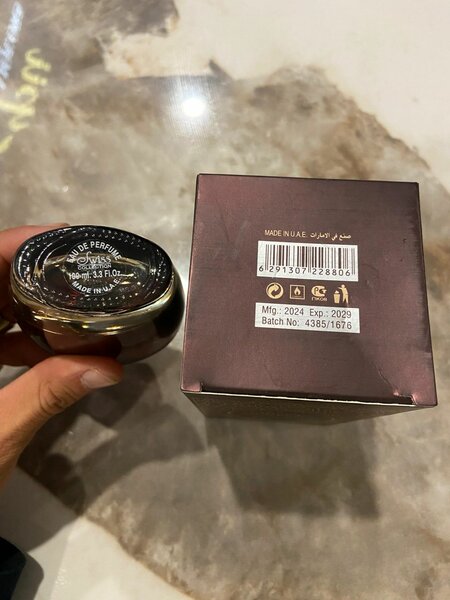 EAU DE PERFUME
Swiss
COLLECTION
100 ml. 3.3 Fl.Oz.
MADE IN U.A.E.
MADE IN U.A.E. صنع في الامارات
6 291307 228806
ГИКОВ
Mfg.: 2024 Exp.: 2029
Batch No: 4385/1676